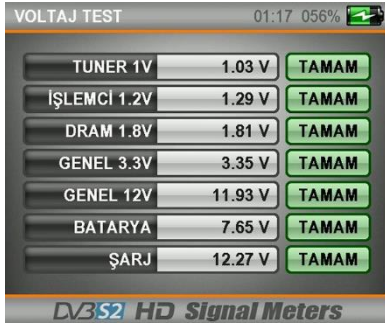 VOLTAJ TEST 01:17 056%
TUNER 1V 1.03 V TAMAM
İŞLEMCİ 1.2V 1.29 V TAMAM
DRAM 1.8V 1.81 V TAMAM
GENEL 3.3V 3.35 V TAMAM
GENEL 12V 11.93 V TAMAM
BATARYA 7.65 V TAMAM
ŞARJ 12.27 V TAMAM
DVB S2 HD Signal Meters